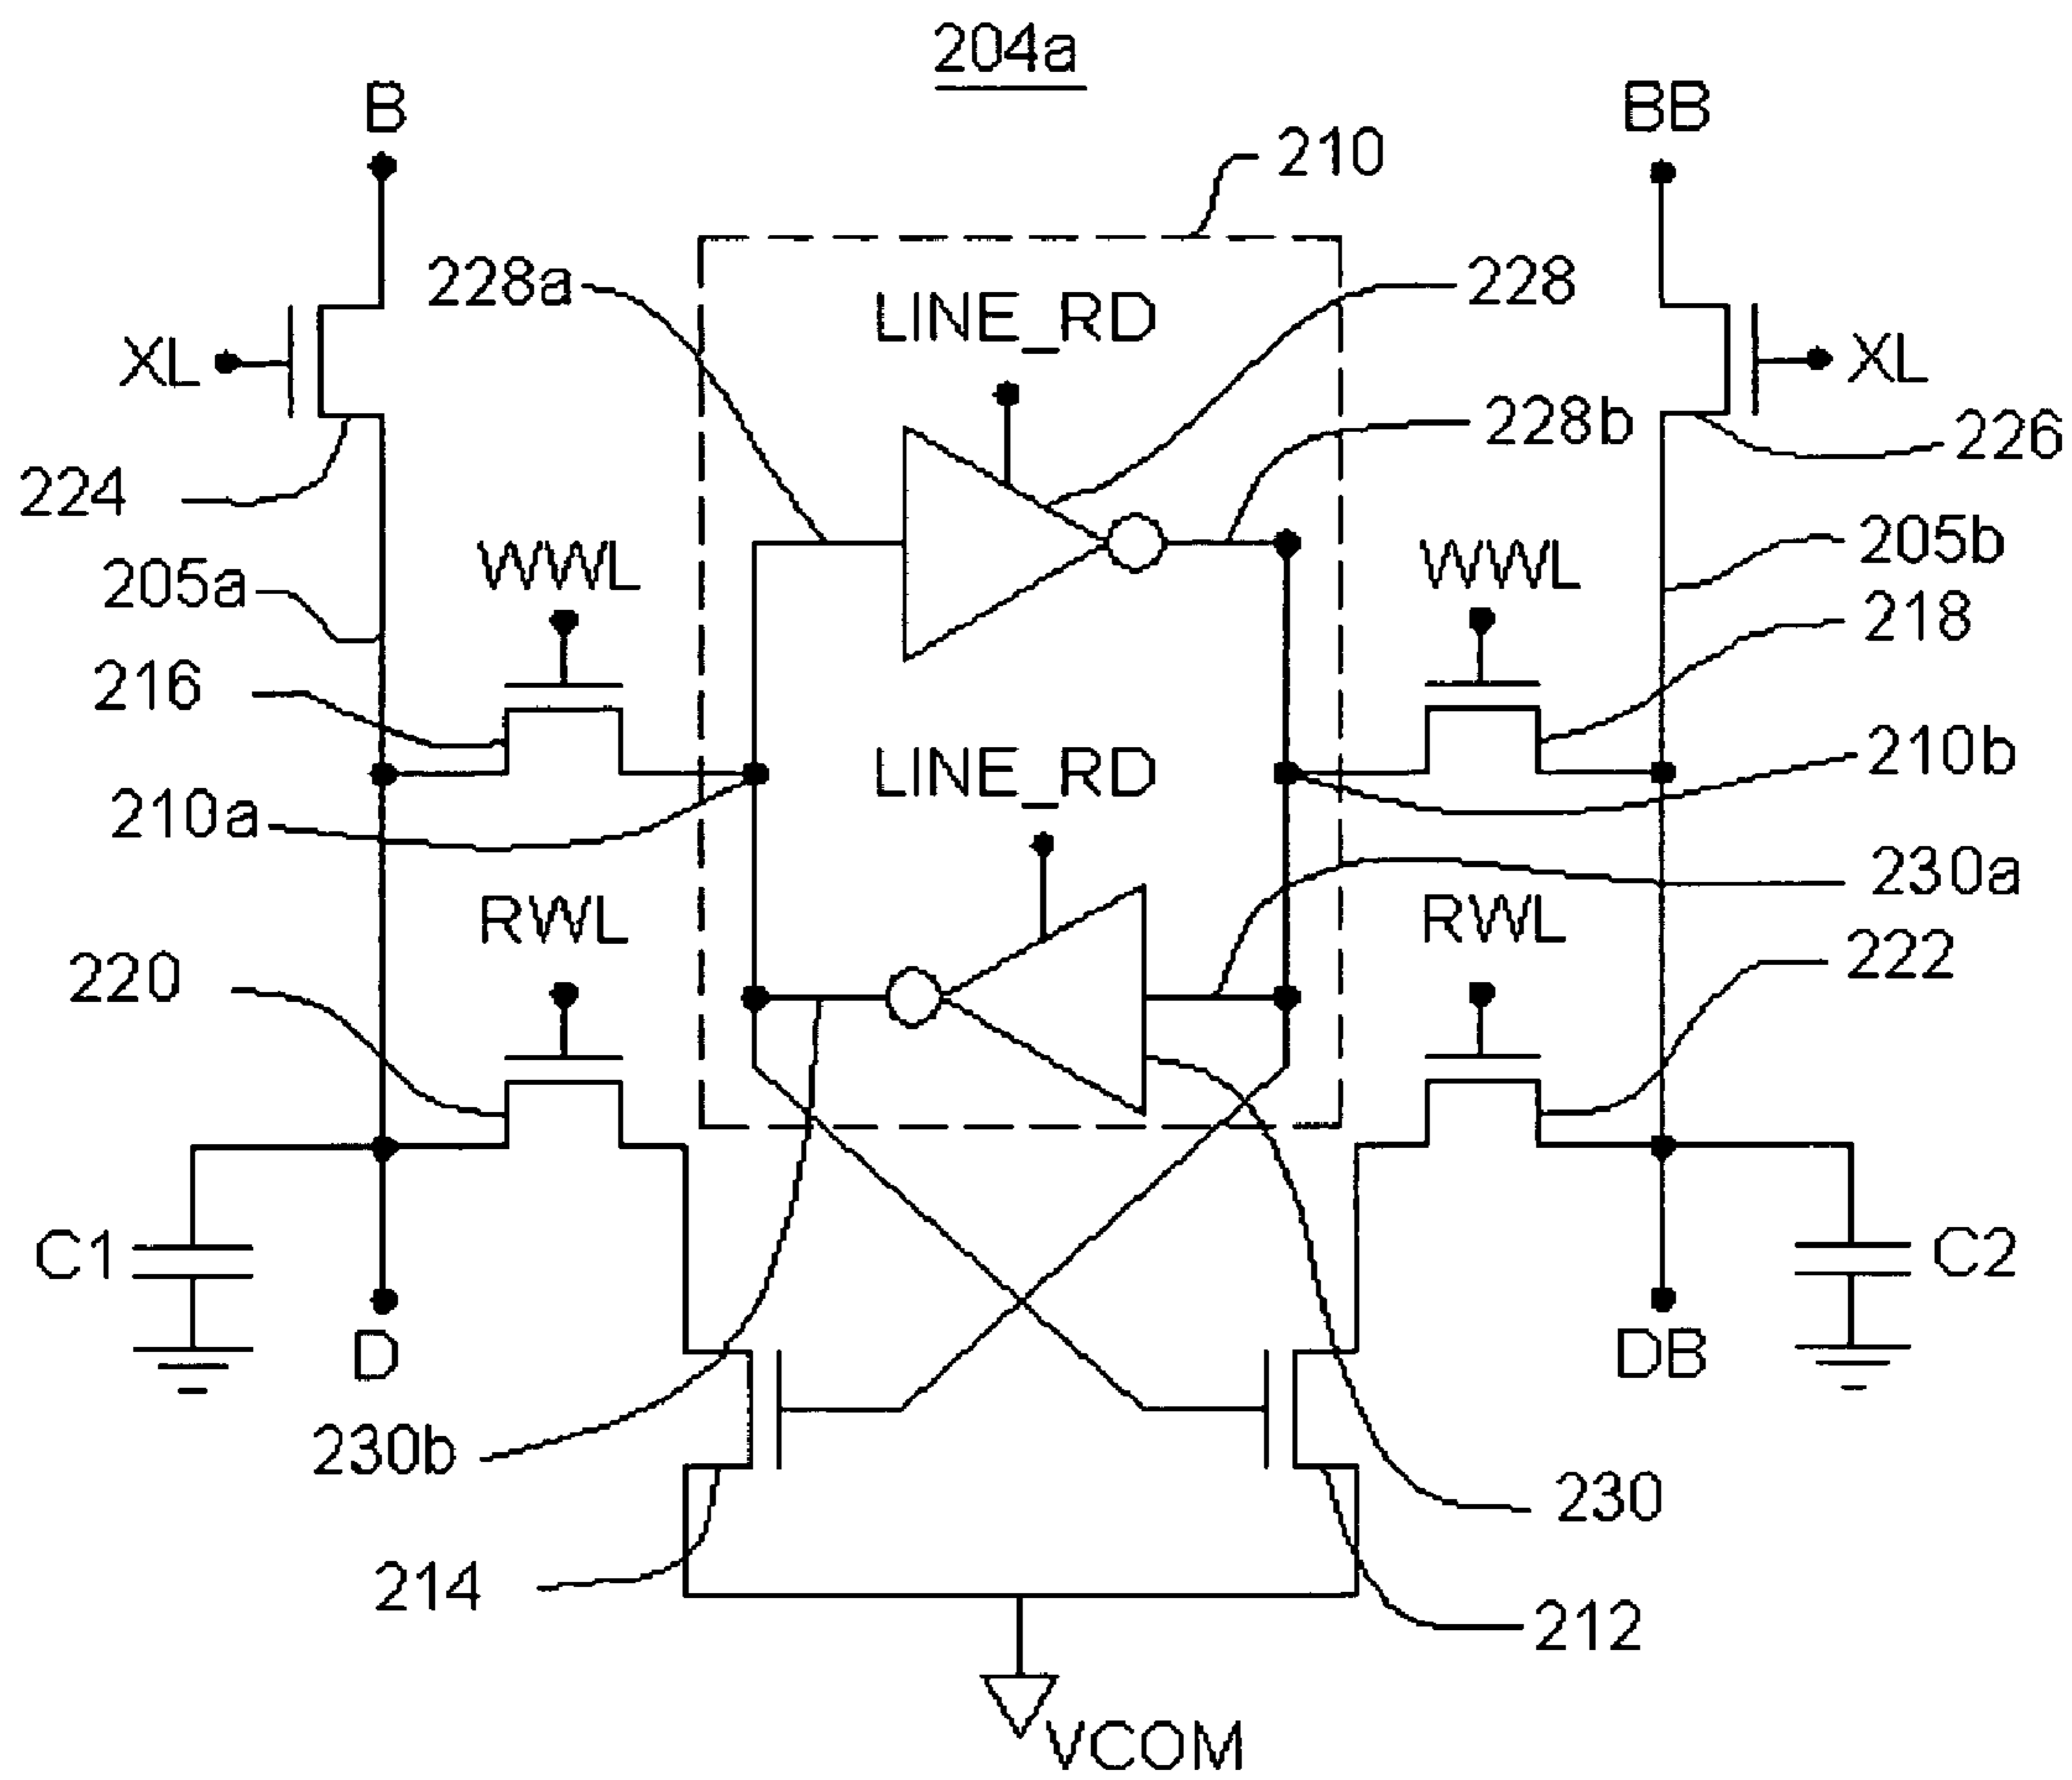 204a
B
BB
210
228a
LINE_RD
228
XL
XL
228b
226
224
WWL
WWL
205b
205a
218
216
LINE_RD
210b
210a
230a
RWL
RWL
222
220
C1
C2
D
DB
230b
230
214
212
VCOM